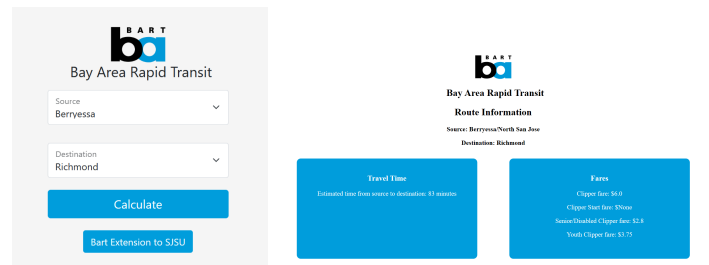 BART
ba
Bay Area Rapid Transit
Source
Berryessa
Destination
Richmond
Calculate
Bart Extension to SJSU
BART
ba
Bay Area Rapid Transit
Route Information
Source: Berryessa/North San Jose
Destination: Richmond
Travel Time
Estimated time from source to destination: 83 minutes
Fares
Clipper fare: $6.0
Clipper Start fare: $None
Senior/Disabled Clipper fare: $2.8
Youth Clipper fare: $3.75